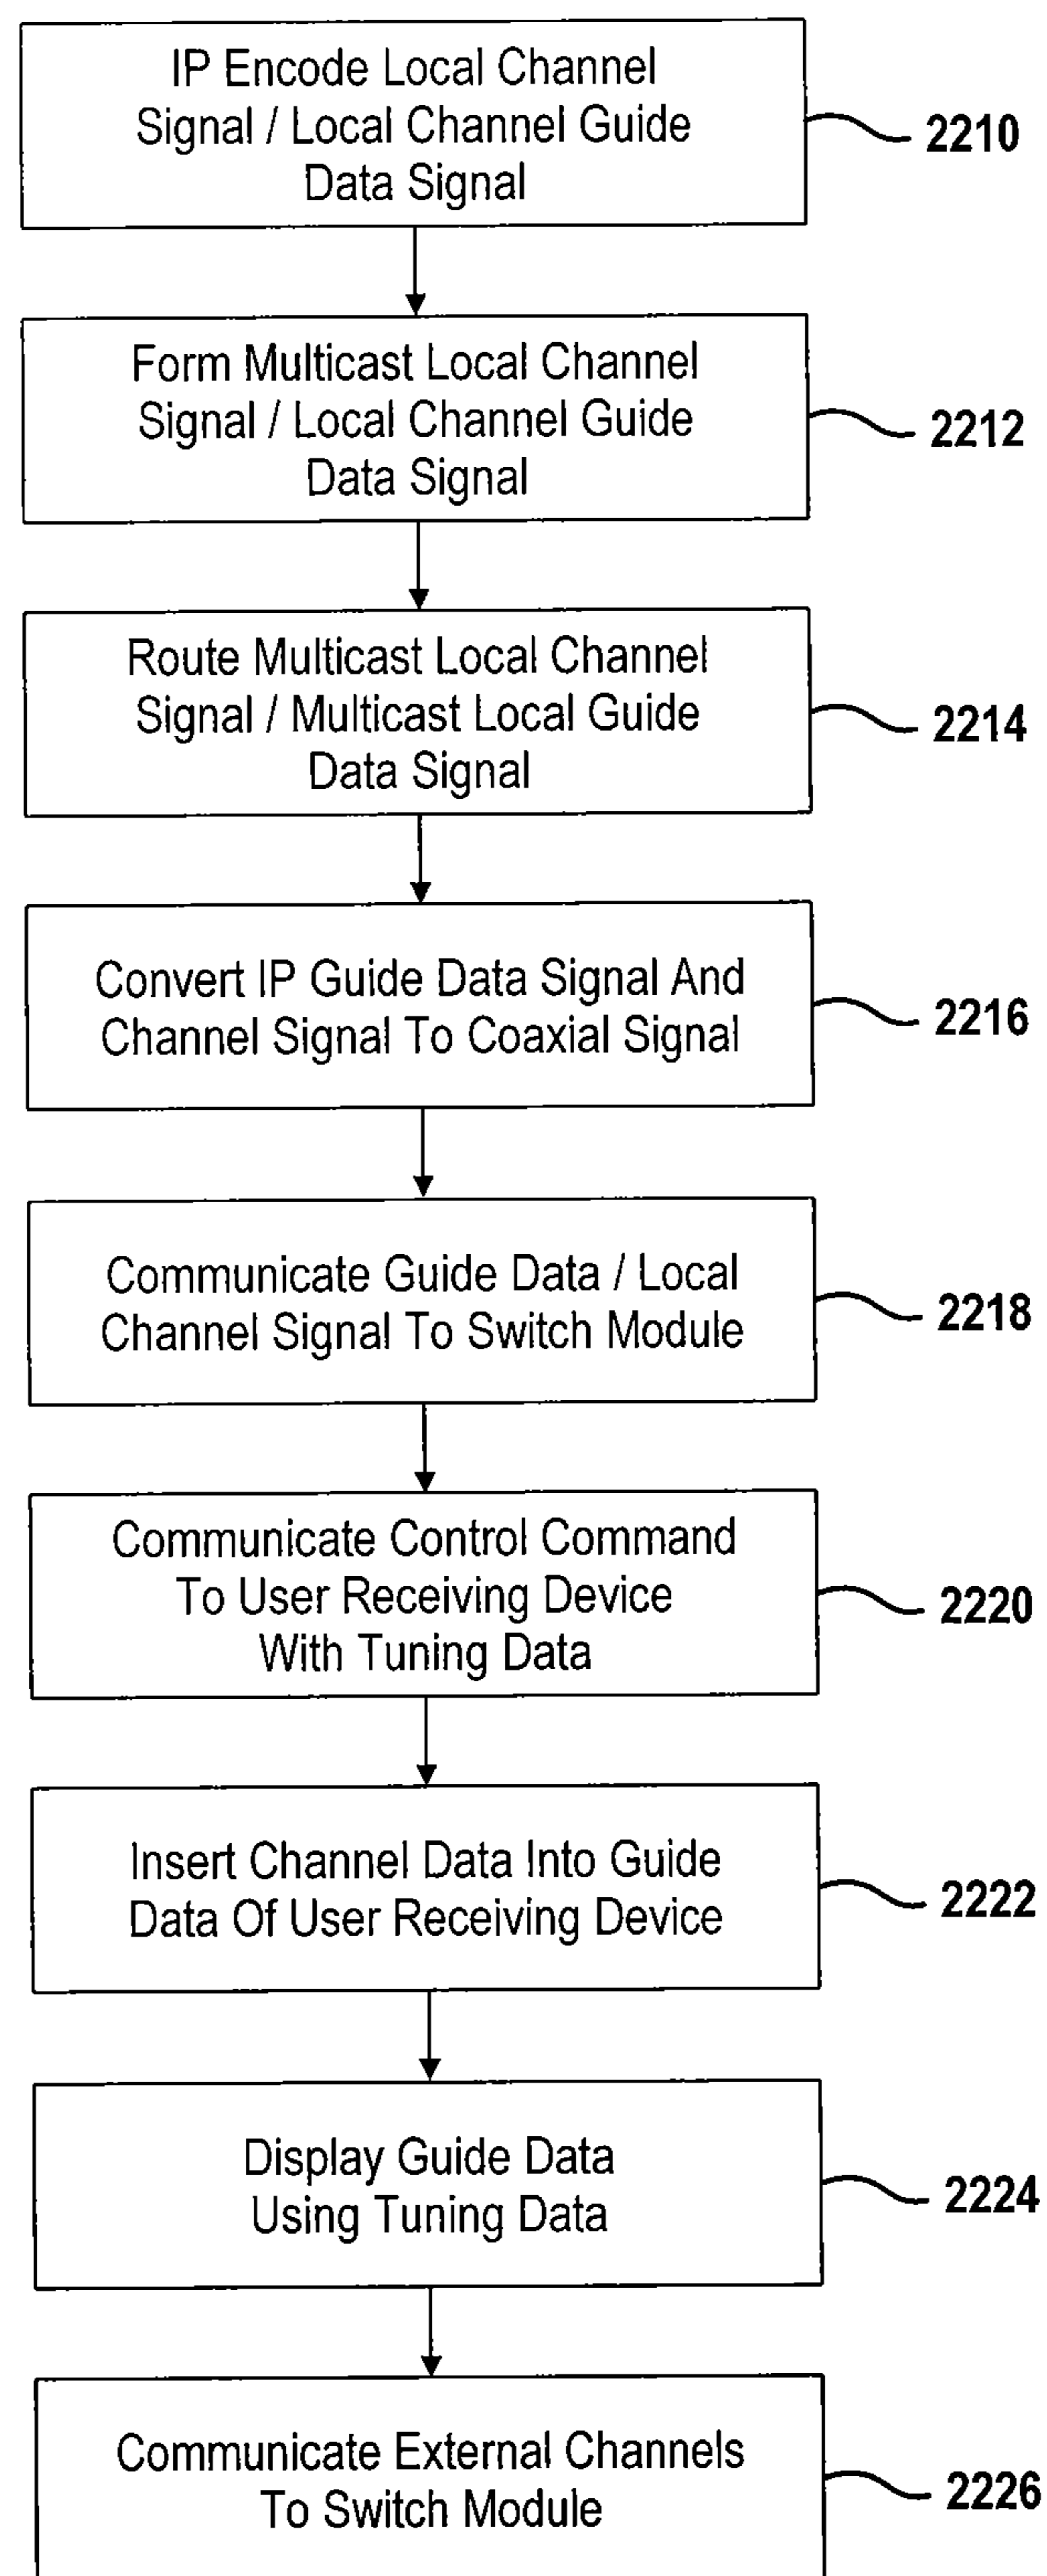 IP Encode Local Channel
Signal / Local Channel Guide
Data Signal
2210
Form Multicast Local Channel
Signal / Local Channel Guide
Data Signal
2212
Route Multicast Local Channel
Signal / Multicast Local Guide
Data Signal
2214
Convert IP Guide Data Signal And
Channel Signal To Coaxial Signal
2216
Communicate Guide Data / Local
Channel Signal To Switch Module
2218
Communicate Control Command
To User Receiving Device
With Tuning Data
2220
Insert Channel Data Into Guide
Data Of User Receiving Device
2222
Display Guide Data
Using Tuning Data
2224
Communicate External Channels
To Switch Module
2226